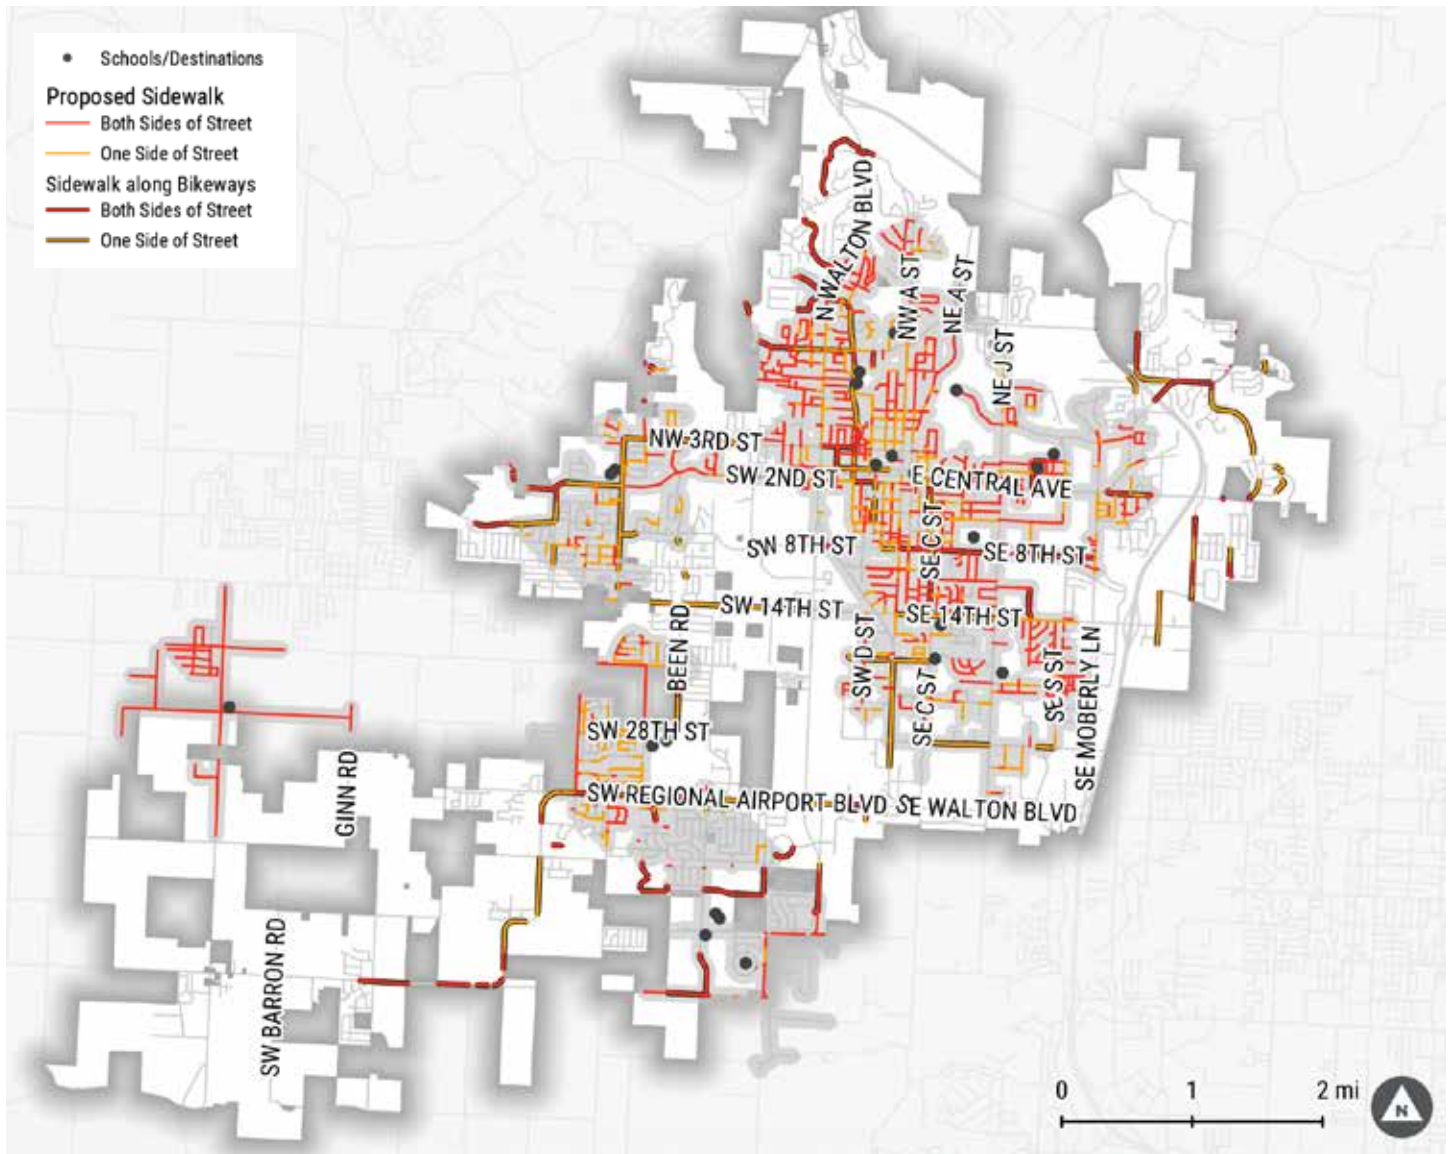 Schools/Destinations
Proposed Sidewalk
Both Sides of Street
One Side of Street
Sidewalk along Bikeways
Both Sides of Street
One Side of Street
N WALTON BLVD
NW A ST
NE A ST
NE J ST
NW 3RD ST
SW 2ND ST
E CENTRAL AVE
SE C ST
SW 8TH ST
SE 8TH ST
SW 14TH ST
SE 14TH ST
BEEN RD
SW D ST
SE C ST
SE S ST
SE MOBERLY LN
SW 28TH ST
GINN RD
SW REGIONAL AIRPORT BLVD
SE WALTON BLVD
SW BARRON RD
0 1 2 mi
N